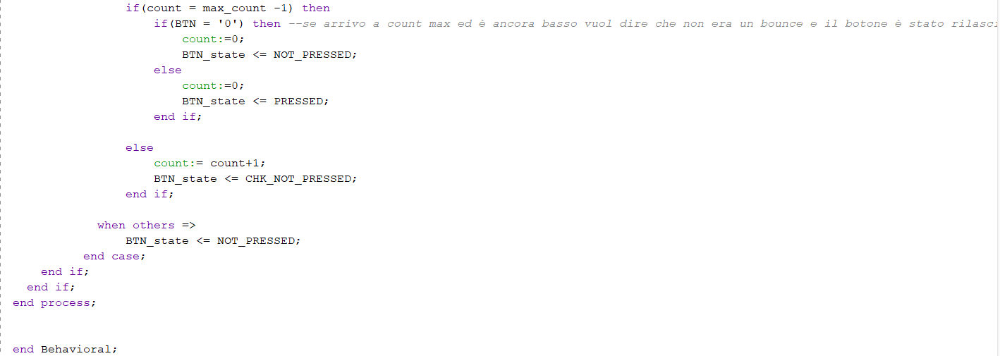 if(count = max_count -1) then
if(BTN = '0') then --se arrivo a count max ed è ancora basso vuol dire che non era un bounce e il botone è stato rilasci
count:=0;
BTN_state <= NOT_PRESSED;
else
count:=0;
BTN_state <= PRESSED;
end if;
else
count:= count+1;
BTN_state <= CHK_NOT_PRESSED;
end if;
when others =>
BTN_state <= NOT_PRESSED;
end case;
end if;
end if;
end process;
end Behavioral;